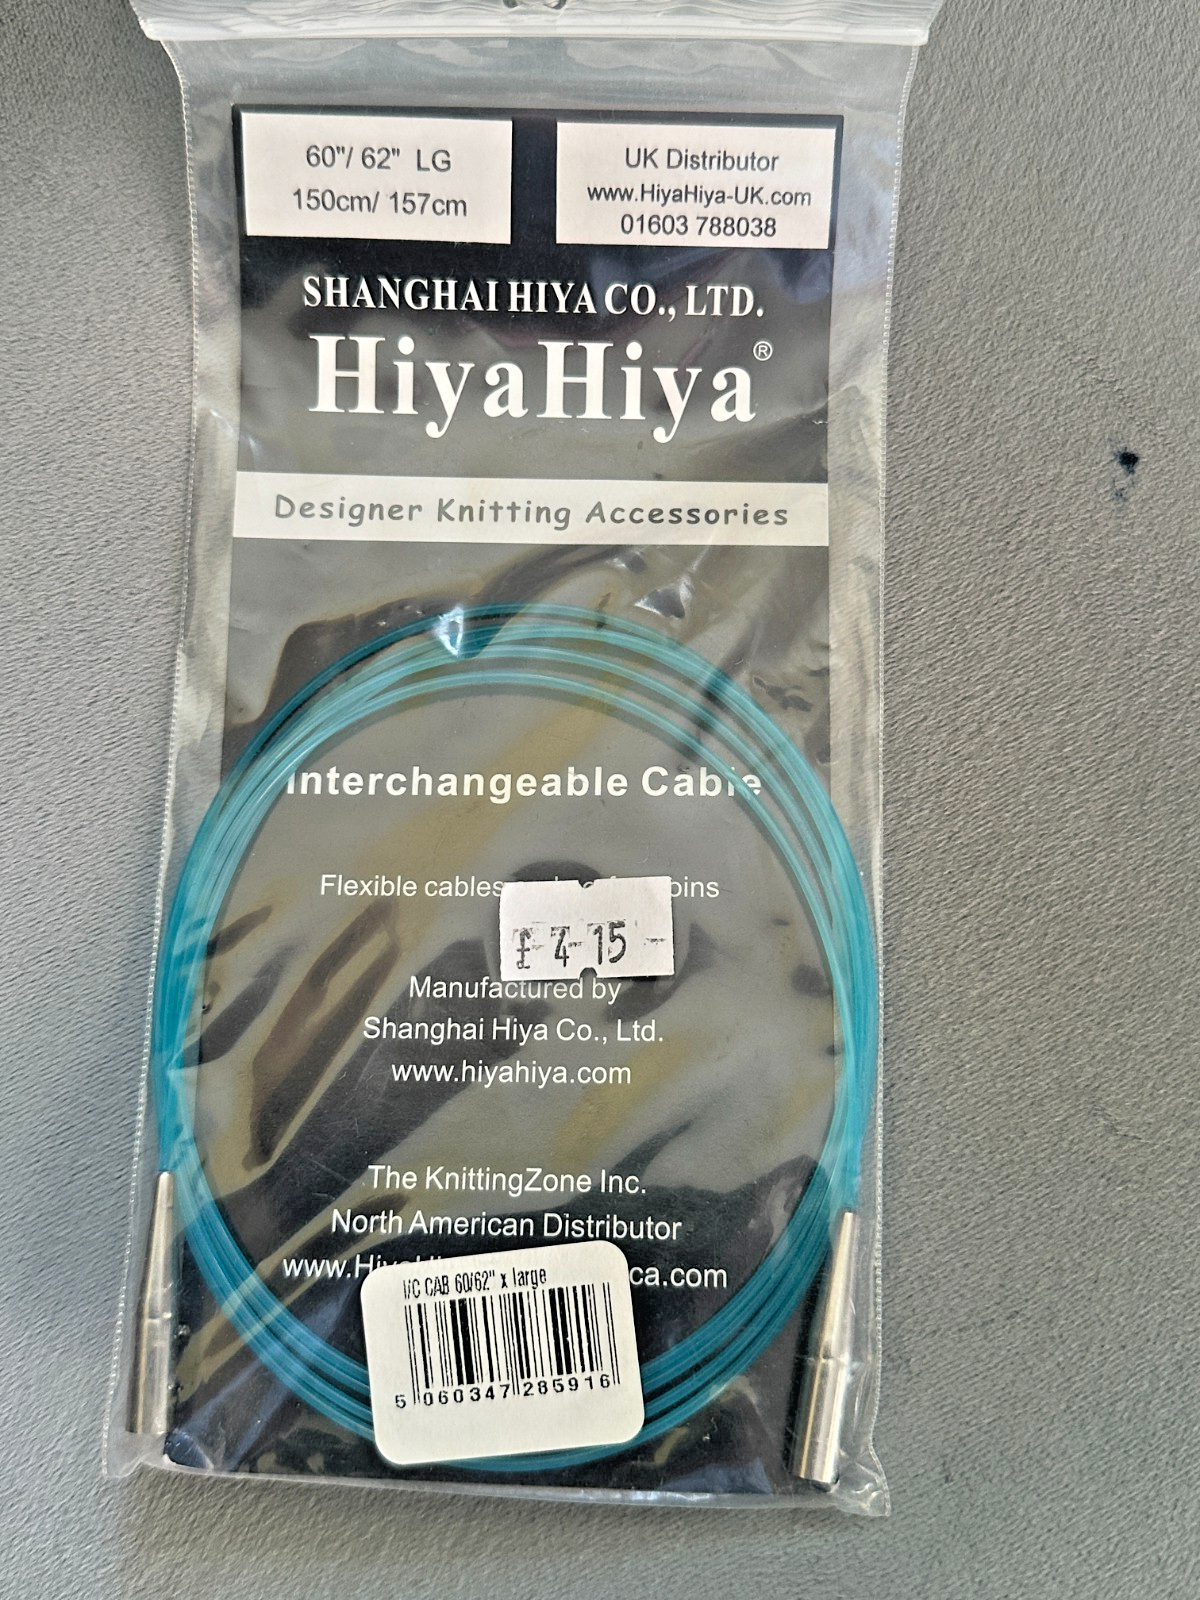 60"/ 62" LG
150cm/ 157cm
UK Distributor
www.HiyaHiya-UK.com
01603 788038
SHANGHAI HIYA CO., LTD.
HiyaHiya®
Designer Knitting Accessories
Interchangeable Cable
Flexible cables
£ 4-15 -
Manufactured by
Shanghai Hiya Co., Ltd.
www.hiyahiya.com
The KnittingZone Inc.
North American Distributor
ca.com
I/C CAB 60/62" x large
5 060347 285916